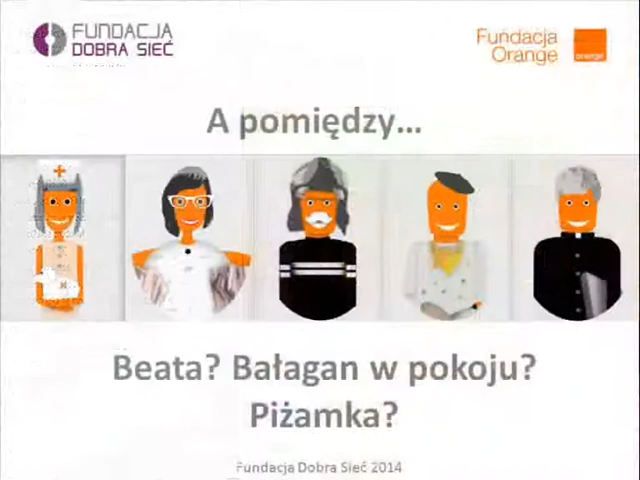 FUNDACJA
DOBRA SIEĆ
Fundacja
Orange
orange
A pomiędzy...
Beata? Bałagan w pokoju?
Piżamka?
Fundacja Dobra Sieć 2014